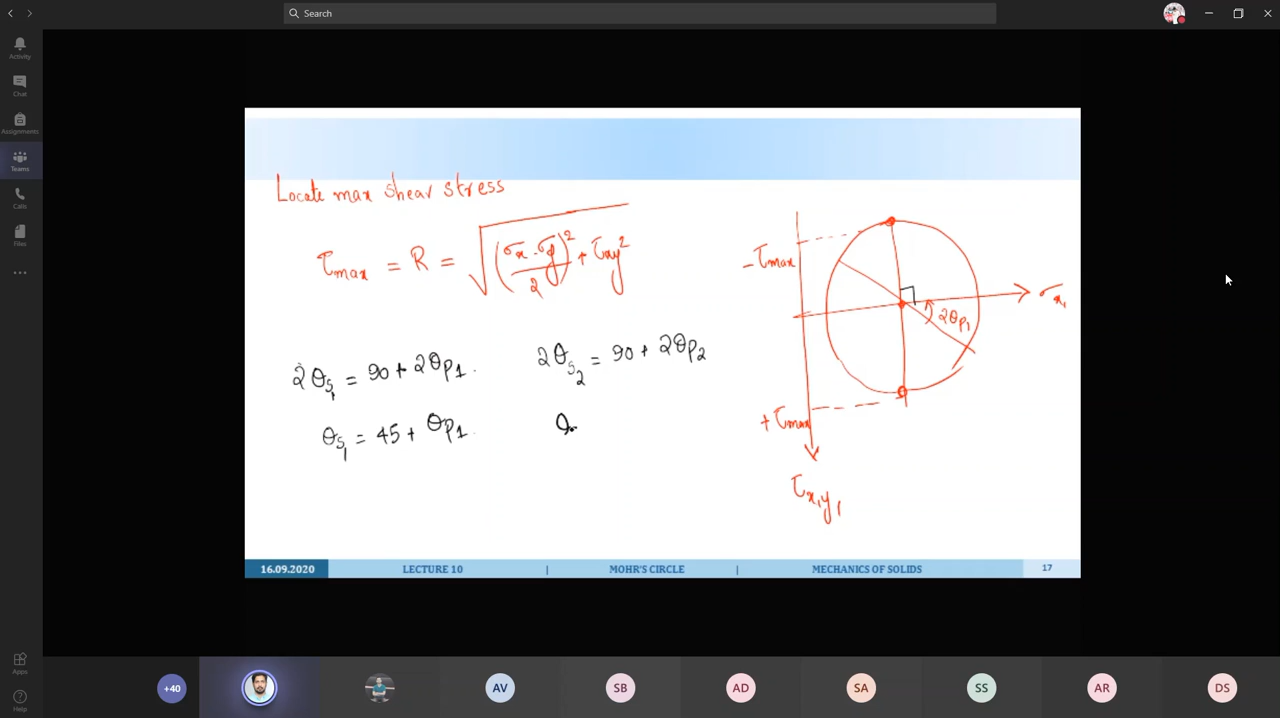 Search
Activity
Chat
Assignments
Teams
Calls
Files
Apps
Help
Locate max shear stress
τmax = R = √((σx - σy)/2)² + τxy²
2θs1 = 90 + 2θp1.
2θs2 = 90 + 2θp2
θs1 = 45 + θp1.
θ
-τmax
2θp1
σx1
+τmax
τx1y1
16.09.2020 LECTURE 10 | MOHR'S CIRCLE | MECHANICS OF SOLIDS 17
+40 AV SB AD SA SS AR DS